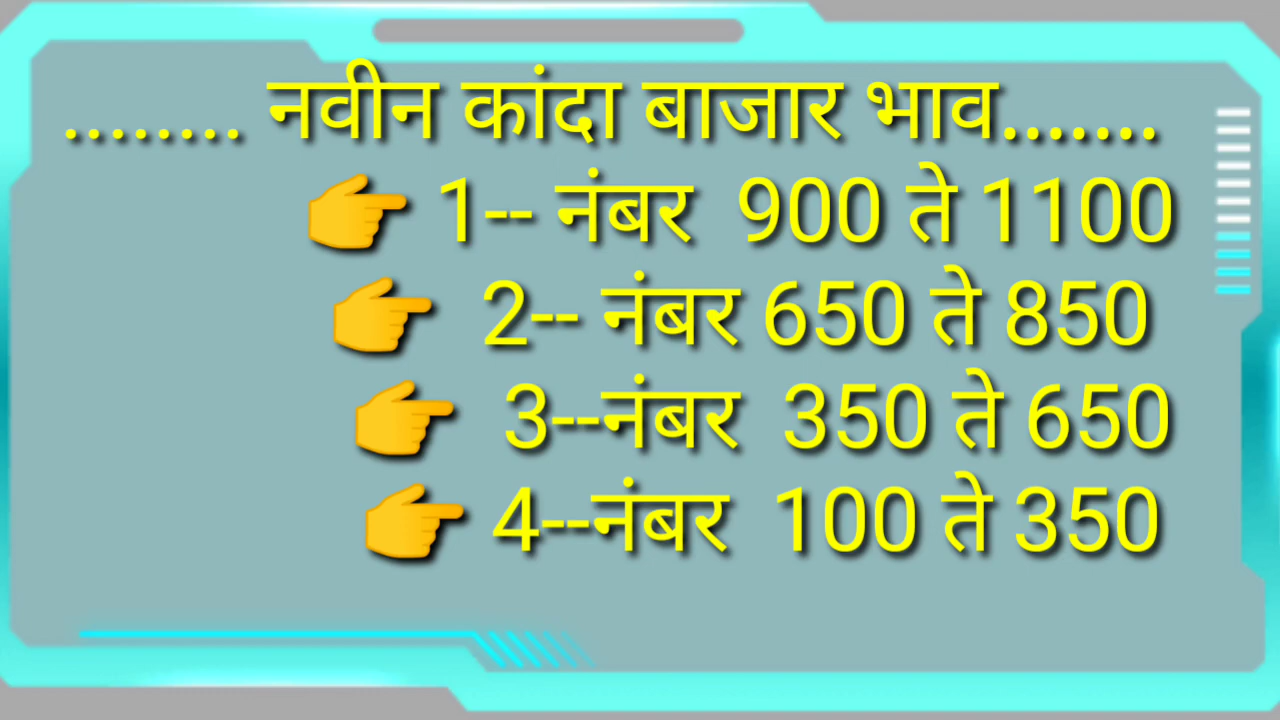 ........ नवीन कांदा बाजार भाव.......
👉 1-- नंबर 900 ते 1100
👉 2-- नंबर 650 ते 850
👉 3--नंबर 350 ते 650
👉 4--नंबर 100 ते 350